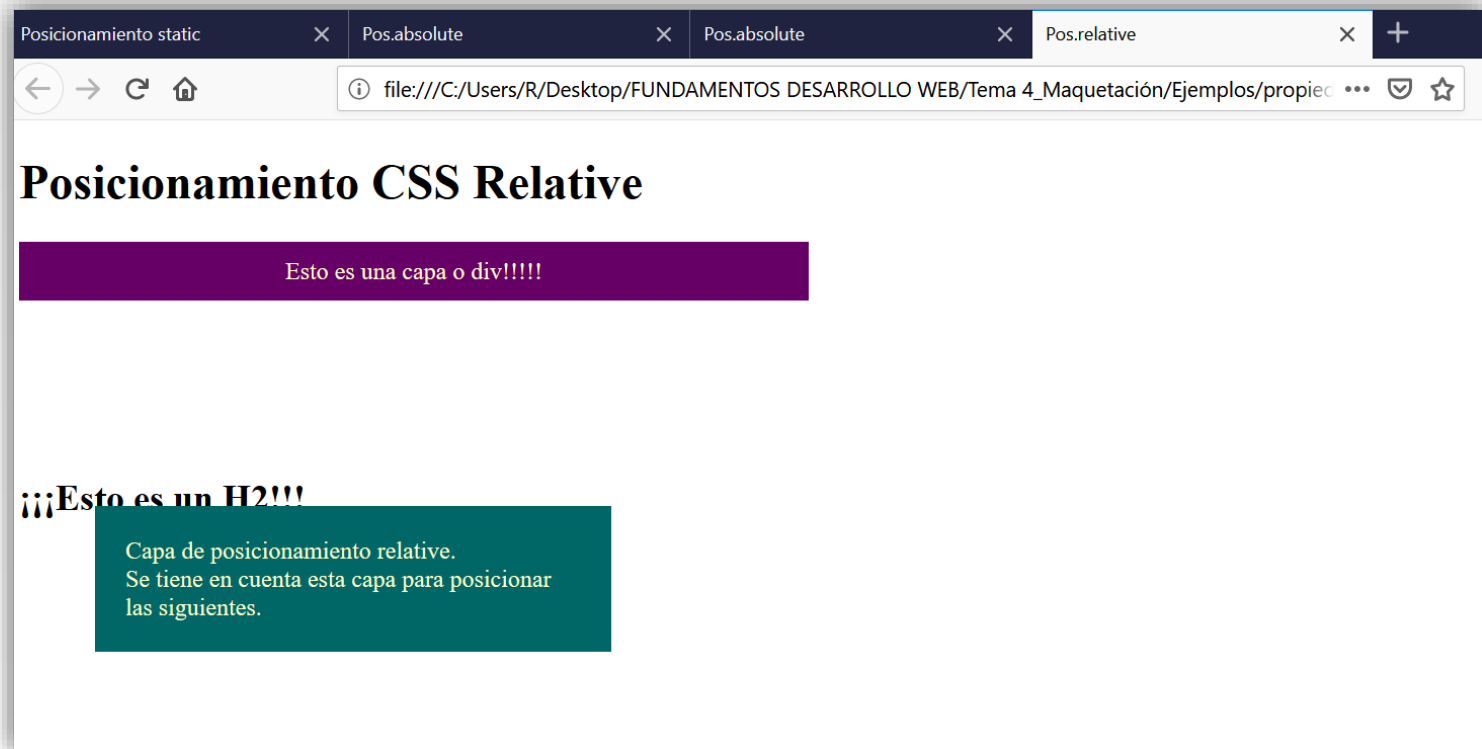 Posicionamiento static
Pos.absolute
Pos.absolute
Pos.relative
file:///C:/Users/R/Desktop/FUNDAMENTOS DESARROLLO WEB/Tema 4_Maquetación/Ejemplos/propied
Posicionamiento CSS Relative
Esto es una capa o div!!!!!
¡¡¡Esto es un H2!!!
Capa de posicionamiento relative.
Se tiene en cuenta esta capa para posicionar
las siguientes.